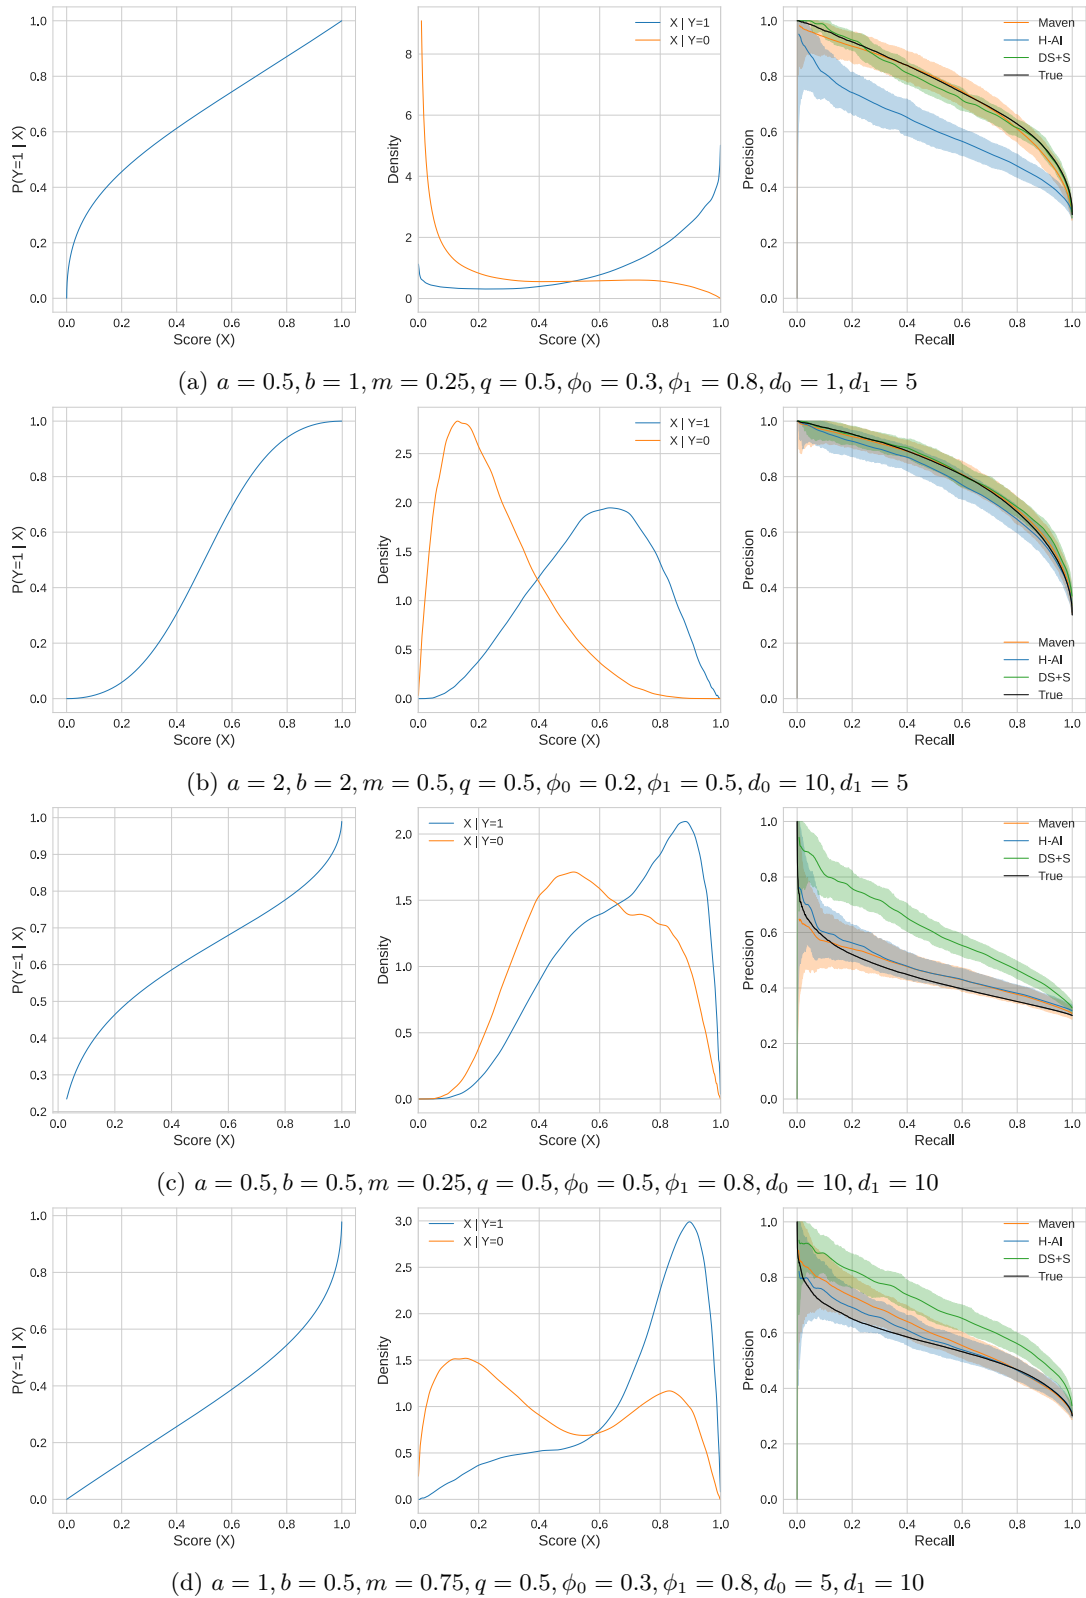 1.0
0.8
0.6
0.4
0.2
0.0
P(Y=1 | X)
0.0 0.2 0.4 0.6 0.8 1.0
Score (X)
8
6
4
2
0
Density
X | Y=1
X | Y=0
0.0 0.2 0.4 0.6 0.8 1.0
Score (X)
1.0
0.8
0.6
0.4
0.2
0.0
Precision
Maven
H-AI
DS+S
True
0.0 0.2 0.4 0.6 0.8 1.0
Recall
(a) a = 0.5, b = 1, m = 0.25, q = 0.5, ϕ₀ = 0.3, ϕ₁ = 0.8, d₀ = 1, d₁ = 5
1.0
0.8
0.6
0.4
0.2
0.0
P(Y=1 | X)
0.0 0.2 0.4 0.6 0.8 1.0
Score (X)
2.5
2.0
1.5
1.0
0.5
0.0
Density
X | Y=1
X | Y=0
0.0 0.2 0.4 0.6 0.8 1.0
Score (X)
1.0
0.8
0.6
0.4
0.2
0.0
Precision
Maven
H-AI
DS+S
True
0.0 0.2 0.4 0.6 0.8 1.0
Recall
(b) a = 2, b = 2, m = 0.5, q = 0.5, ϕ₀ = 0.2, ϕ₁ = 0.5, d₀ = 10, d₁ = 5
1.0
0.9
0.8
0.7
0.6
0.5
0.4
0.3
0.2
P(Y=1 | X)
0.0 0.2 0.4 0.6 0.8 1.0
Score (X)
2.0
1.5
1.0
0.5
0.0
Density
X | Y=1
X | Y=0
0.0 0.2 0.4 0.6 0.8 1.0
Score (X)
1.0
0.8
0.6
0.4
0.2
0.0
Precision
Maven
H-AI
DS+S
True
0.0 0.2 0.4 0.6 0.8 1.0
Recall
(c) a = 0.5, b = 0.5, m = 0.25, q = 0.5, ϕ₀ = 0.5, ϕ₁ = 0.8, d₀ = 10, d₁ = 10
1.0
0.8
0.6
0.4
0.2
0.0
P(Y=1 | X)
0.0 0.2 0.4 0.6 0.8 1.0
Score (X)
3.0
2.5
2.0
1.5
1.0
0.5
0.0
Density
X | Y=1
X | Y=0
0.0 0.2 0.4 0.6 0.8 1.0
Score (X)
1.0
0.8
0.6
0.4
0.2
0.0
Precision
Maven
H-AI
DS+S
True
0.0 0.2 0.4 0.6 0.8 1.0
Recall
(d) a = 1, b = 0.5, m = 0.75, q = 0.5, ϕ₀ = 0.3, ϕ₁ = 0.8, d₀ = 5, d₁ = 10